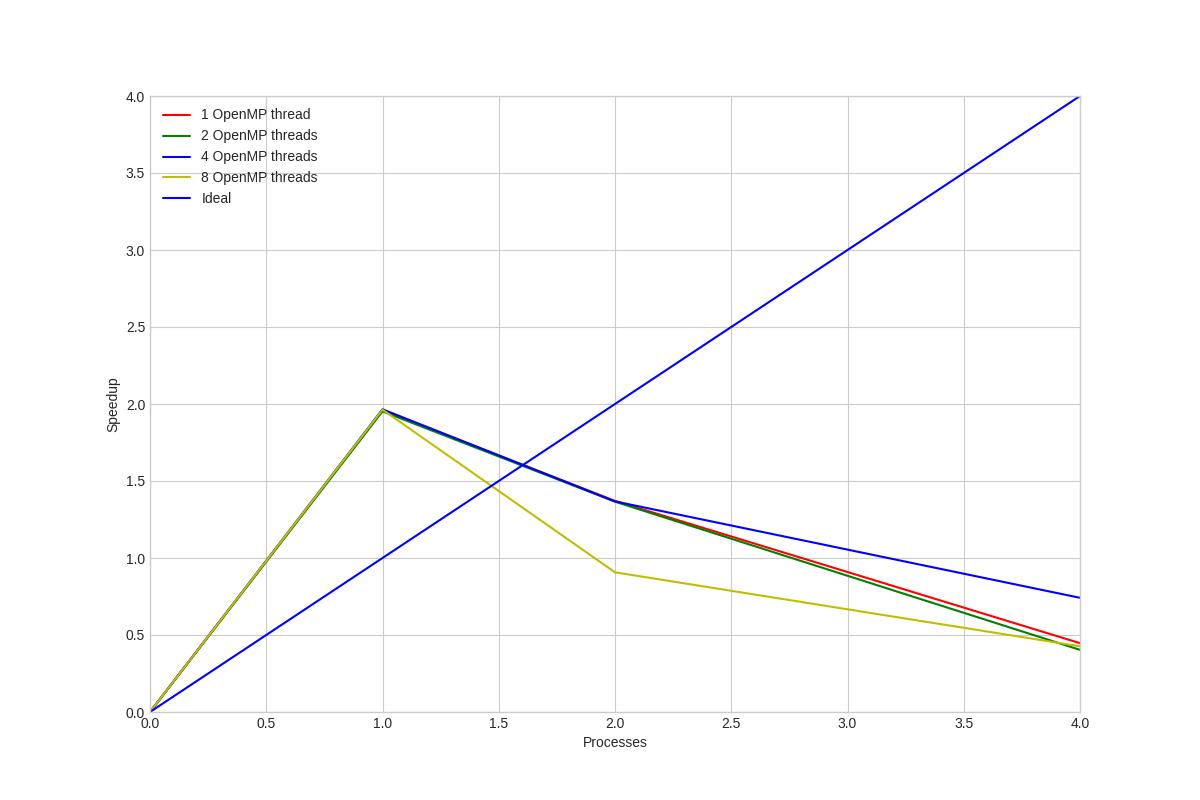 1 OpenMP thread
2 OpenMP threads
4 OpenMP threads
8 OpenMP threads
Ideal
4.0
3.5
3.0
2.5
2.0
1.5
1.0
0.5
0.0
Speedup
0.0 0.5 1.0 1.5 2.0 2.5 3.0 3.5 4.0
Processes